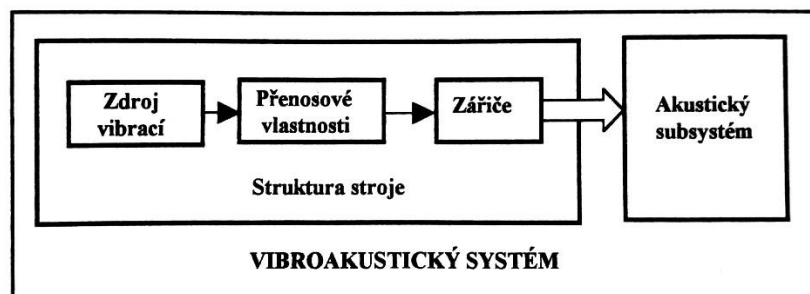 Zdroj
vibrací
Přenosové
vlastnosti
Zářiče
Akustický
subsystém
Struktura stroje
VIBROAKUSTICKÝ SYSTÉM